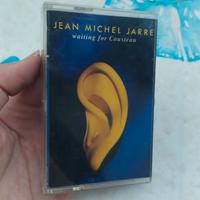 JEAN MICHEL JARRE
waiting for Cousteau